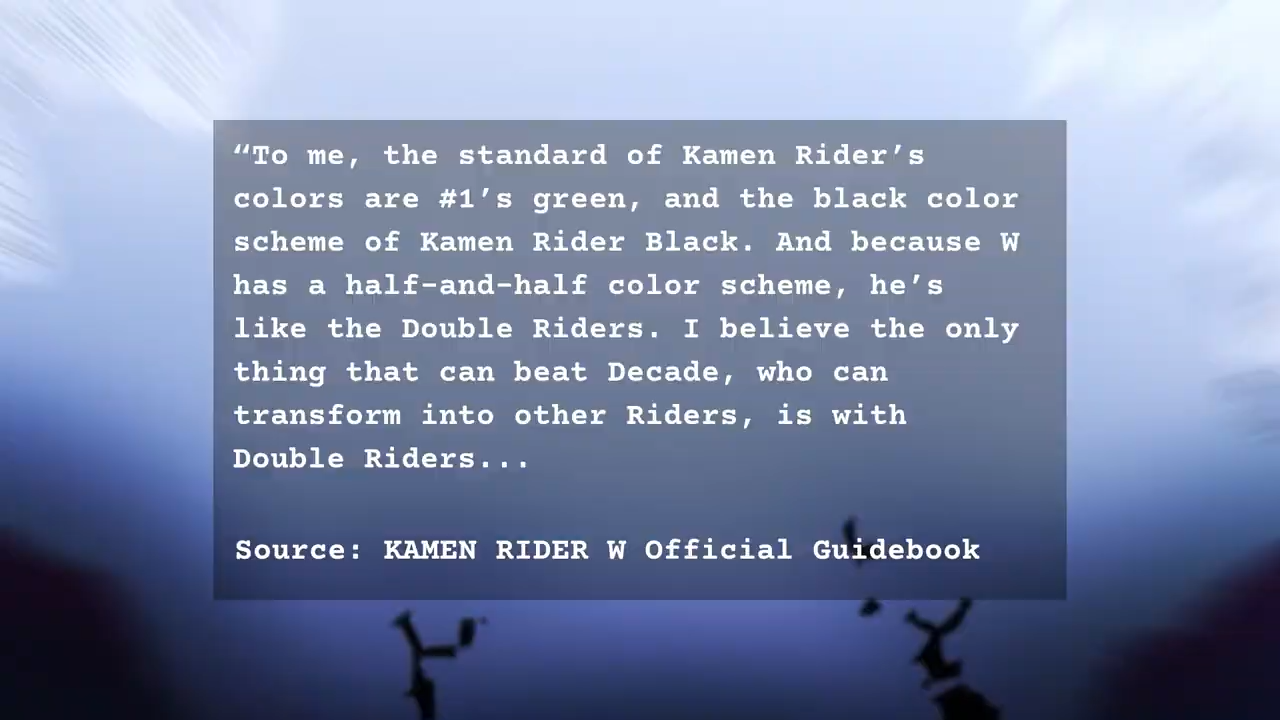 “To me, the standard of Kamen Rider’s
colors are #1’s green, and the black color
scheme of Kamen Rider Black. And because W
has a half-and-half color scheme, he’s
like the Double Riders. I believe the only
thing that can beat Decade, who can
transform into other Riders, is with
Double Riders...
Source: KAMEN RIDER W Official Guidebook